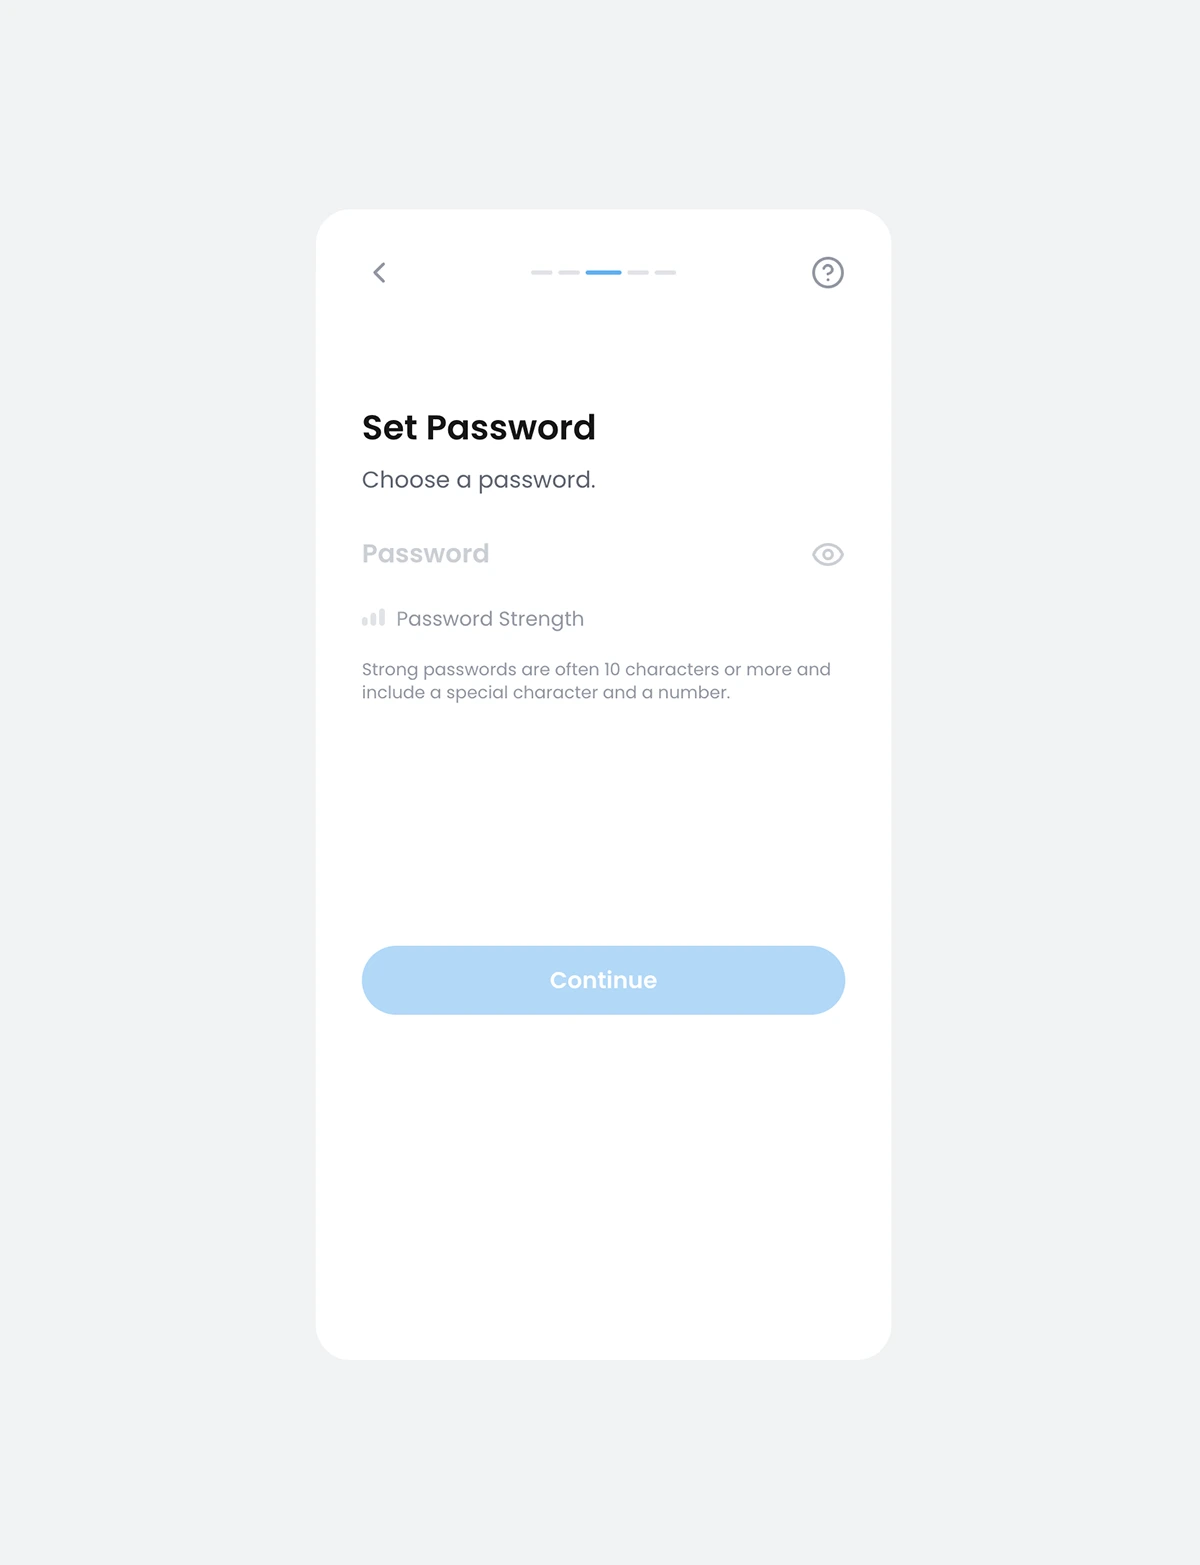 Set Password
Choose a password.
Password
Password Strength
Strong passwords are often 10 characters or more and
include a special character and a number.
Continue